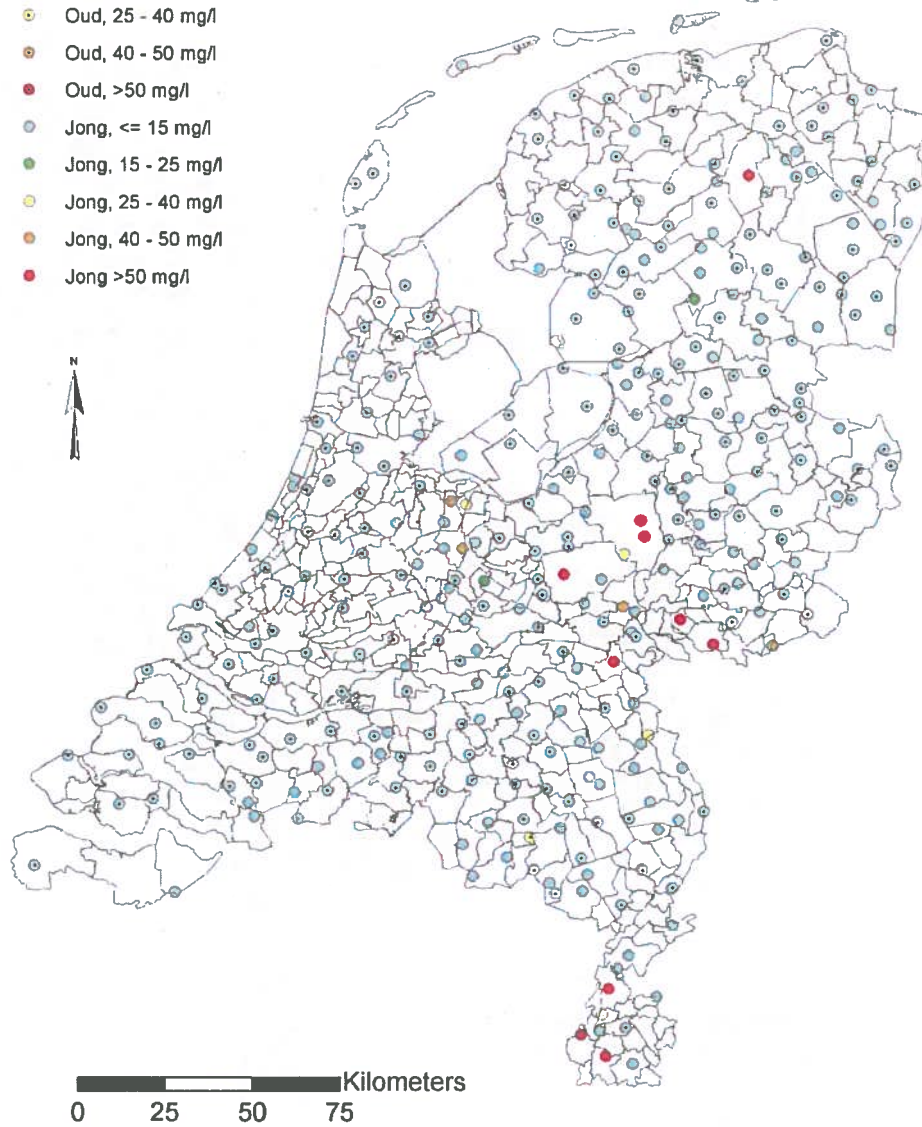 Oud, 25 - 40 mg/l
Oud, 40 - 50 mg/l
Oud, >50 mg/l
Jong, <= 15 mg/l
Jong, 15 - 25 mg/l
Jong, 25 - 40 mg/l
Jong, 40 - 50 mg/l
Jong >50 mg/l
N
Kilometers
0 25 50 75